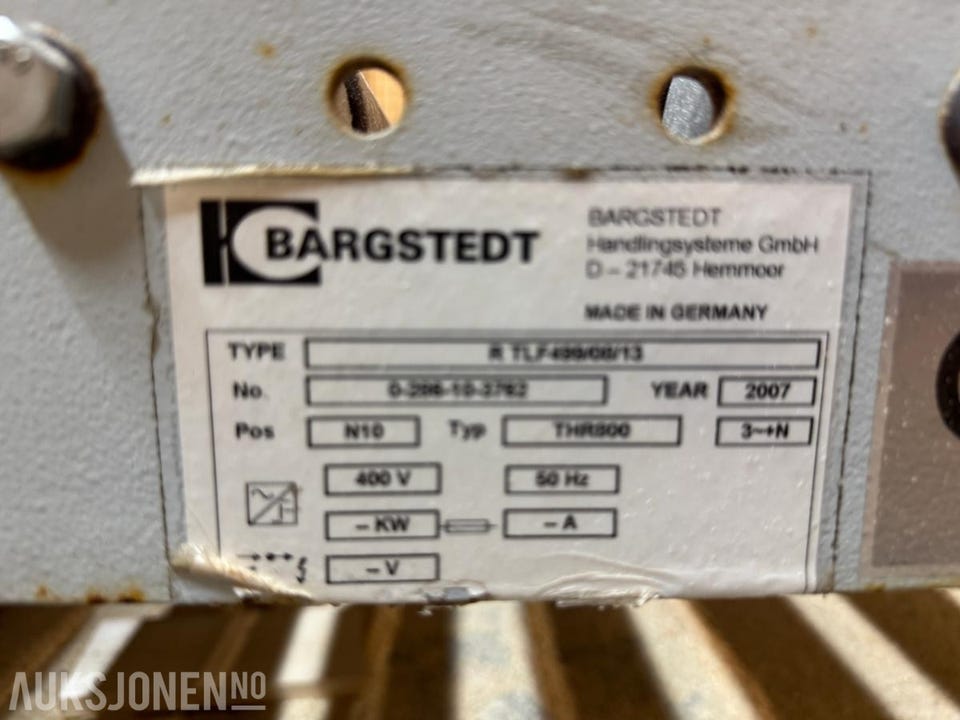 BARGSTEDT
BARGSTEDT
Handlingsysteme GmbH
D – 21745 Hemmoor
MADE IN GERMANY
TYPE R
No. YEAR 2007
Pos N10 Typ THR800 3~+N
400 V 50 Hz
– KW – A
– V
AUKSJONEN.NO